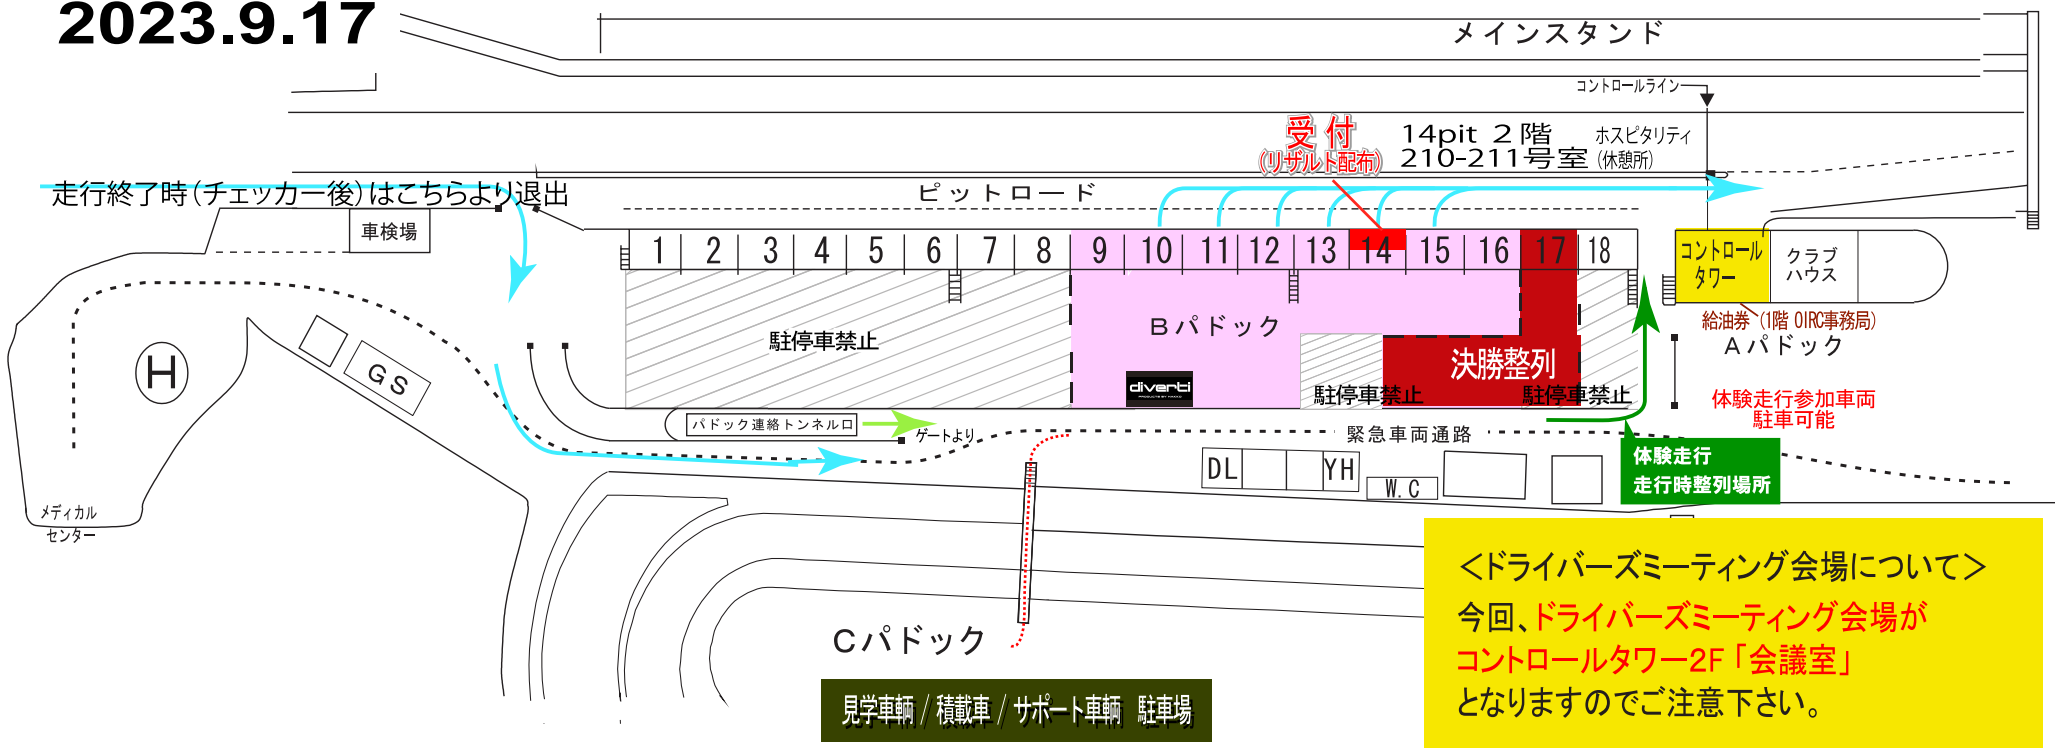 2023.9.17
メインスタンド
コントロールライン
受付
(リザルト配布)
14pit 2階
210-211号室
ホスピタリティ
(休憩所)
走行終了時(チェッカー後)はこちらより退出
ピットロード
車検場
1 2 3 4 5 6 7 8 9 10 11 12 13 14 15 16 17 18
コントロール
タワー
クラブ
ハウス
給油券 (1階 OIRC事務局)
Aパドック
Bパドック
駐停車禁止
決勝整列
diverti
駐停車禁止
駐停車禁止
体験走行参加車両
駐車可能
H
GS
パドック連絡トンネル口
ゲートより
緊急車両通路
体験走行
走行時整列場所
DL
YH
W.C
メディカル
センター
Cパドック
見学車輌 / 積載車 / サポート車輌 駐車場
<ドライバーズミーティング会場について>
今回、ドライバーズミーティング会場が
コントロールタワー2F「会議室」
となりますのでご注意下さい。